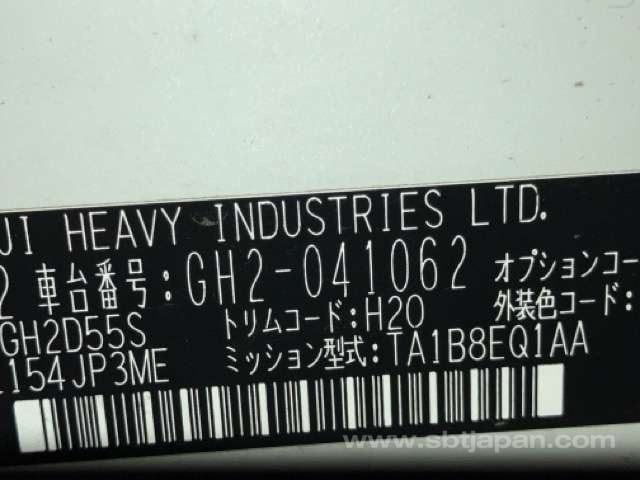 JI HEAVY INDUSTRIES LTD.
2 車台番号:GH2-041062 オプションコー
GH2D55S トリムコード:H20 外装色コード:
154JP3ME ミッション型式:TA1B8EQ1AA
www.sbtjapan.com